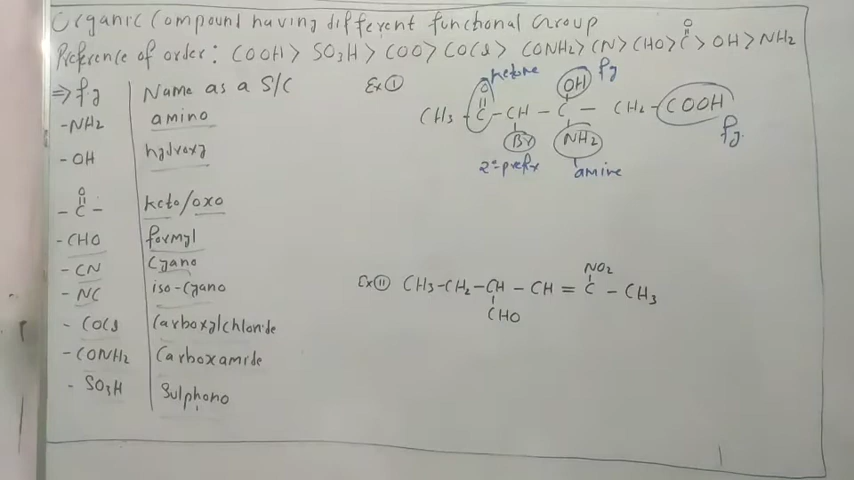 Organic Compound having different functional Group
Preference of order: COOH > SO3H > COO > COCl > CONH2 > CN > CHO > -C(=O)- > OH > NH2
⇒ f.g Name as a S/C
-NH2 amino
-OH hydroxy
-C(=O)- keto/oxo
-CHO formyl
-CN Cyano
-NC iso-Cyano
-COCl Carboxylchloride
-CONH2 Carboxamide
-SO3H Sulphono
Ex (I)
ketone
OH fg
O
CH3 - C - CH - C - CH2 - COOH
fg.
Br NH2
2°-prefix amine
NO2
Ex (II) CH3-CH2-CH-CH=C-CH3
CHO